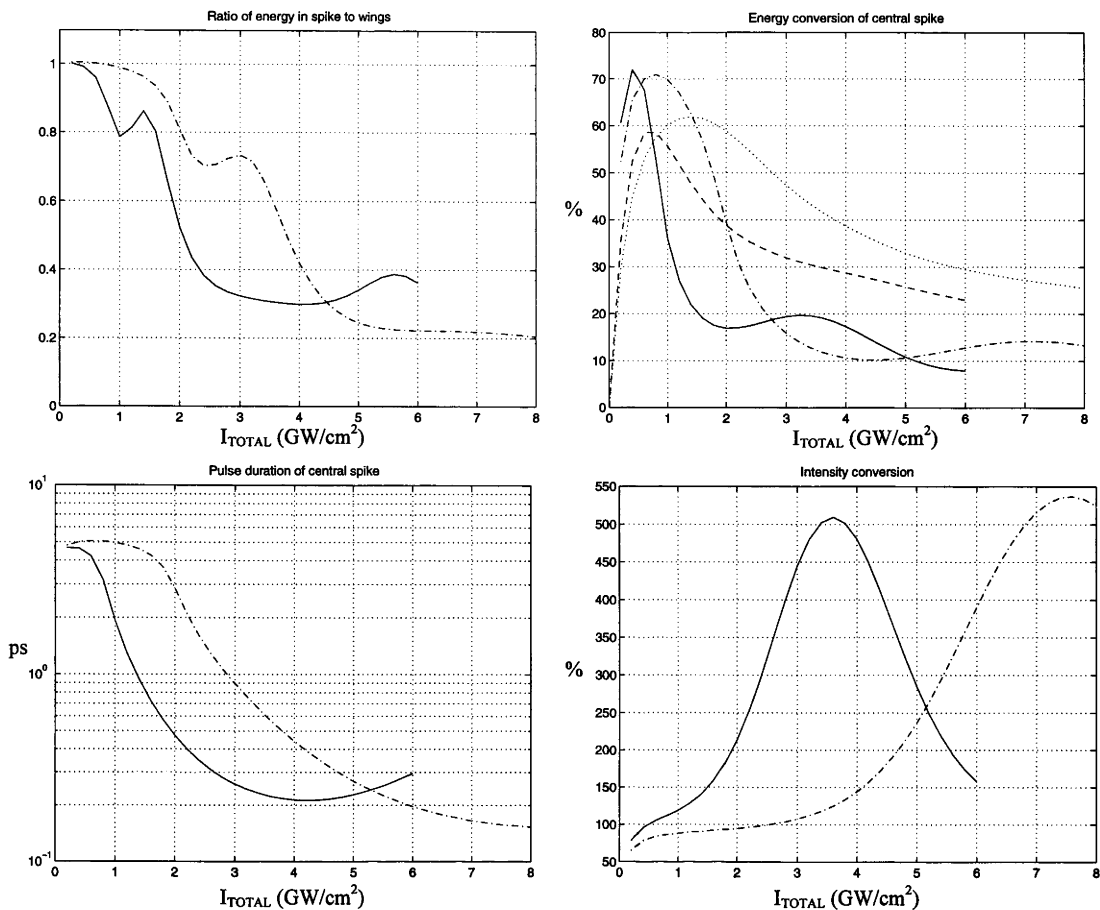 Ratio of energy in spike to wings
1
0.8
0.6
0.4
0.2
0
0 1 2 3 4 5 6 7 8
I_TOTAL (GW/cm²)
Energy conversion of central spike
80
70
60
50
40
30
20
10
0
%
0 1 2 3 4 5 6 7 8
I_TOTAL (GW/cm²)
Pulse duration of central spike
10¹
10⁰
10⁻¹
ps
0 1 2 3 4 5 6 7 8
I_TOTAL (GW/cm²)
Intensity conversion
550
500
450
400
350
300
250
200
150
100
50
%
0 1 2 3 4 5 6 7 8
I_TOTAL (GW/cm²)